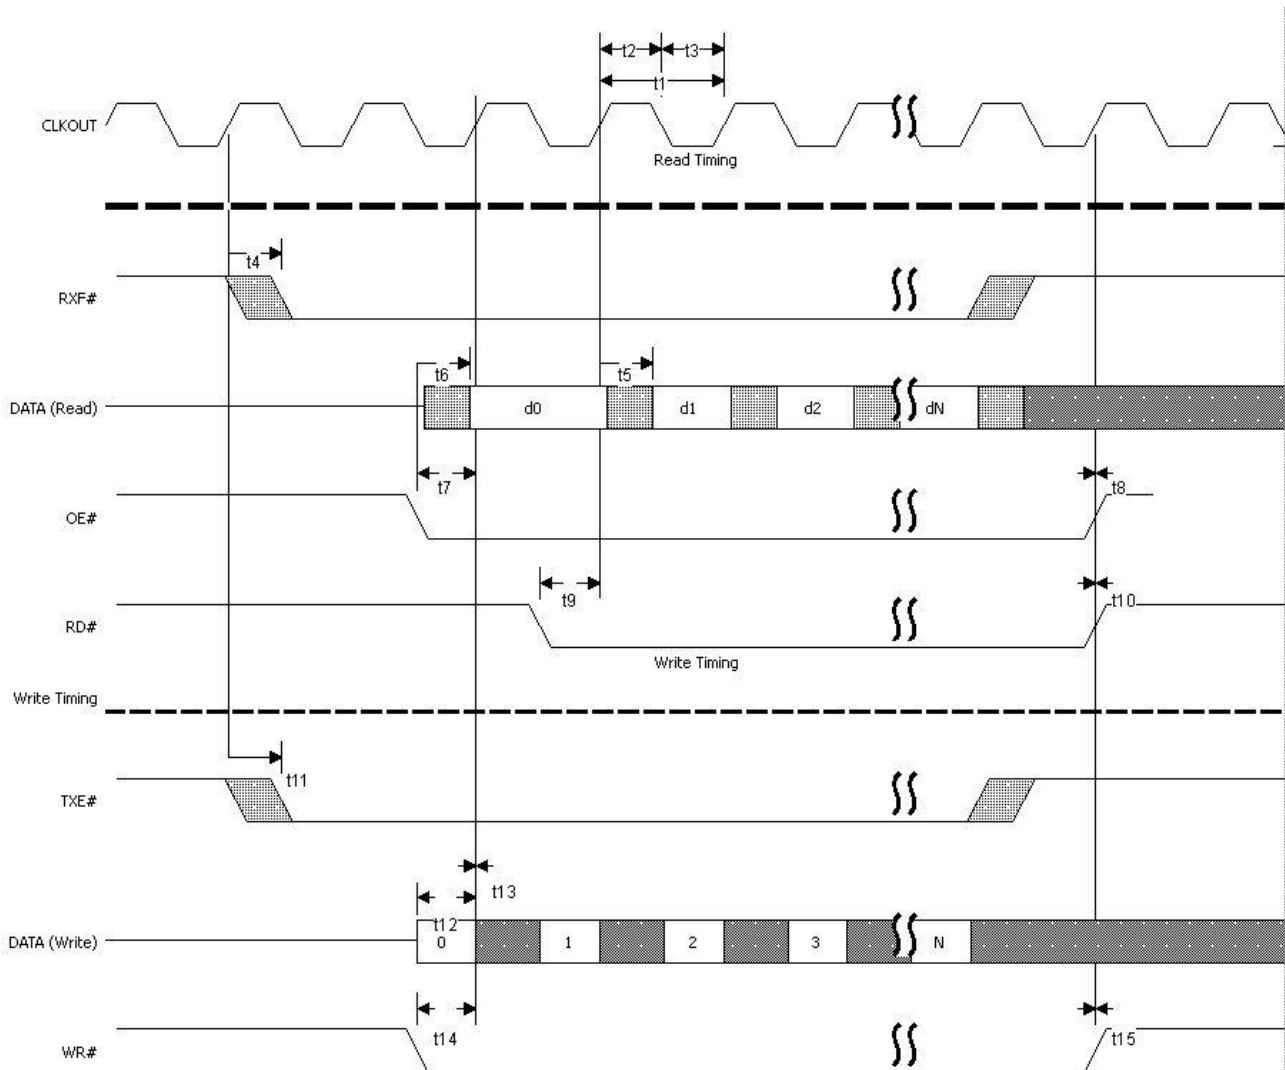 t2 t3
t1
CLKOUT
Read Timing
t4
RXF#
t6 t5
DATA (Read) d0 d1 d2 dN
t7 t8
OE#
t9 t10
RD#
Write Timing
Write Timing
t11
TXE#
t13
t12
DATA (Write) 0 1 2 3 N
t14 t15
WR#